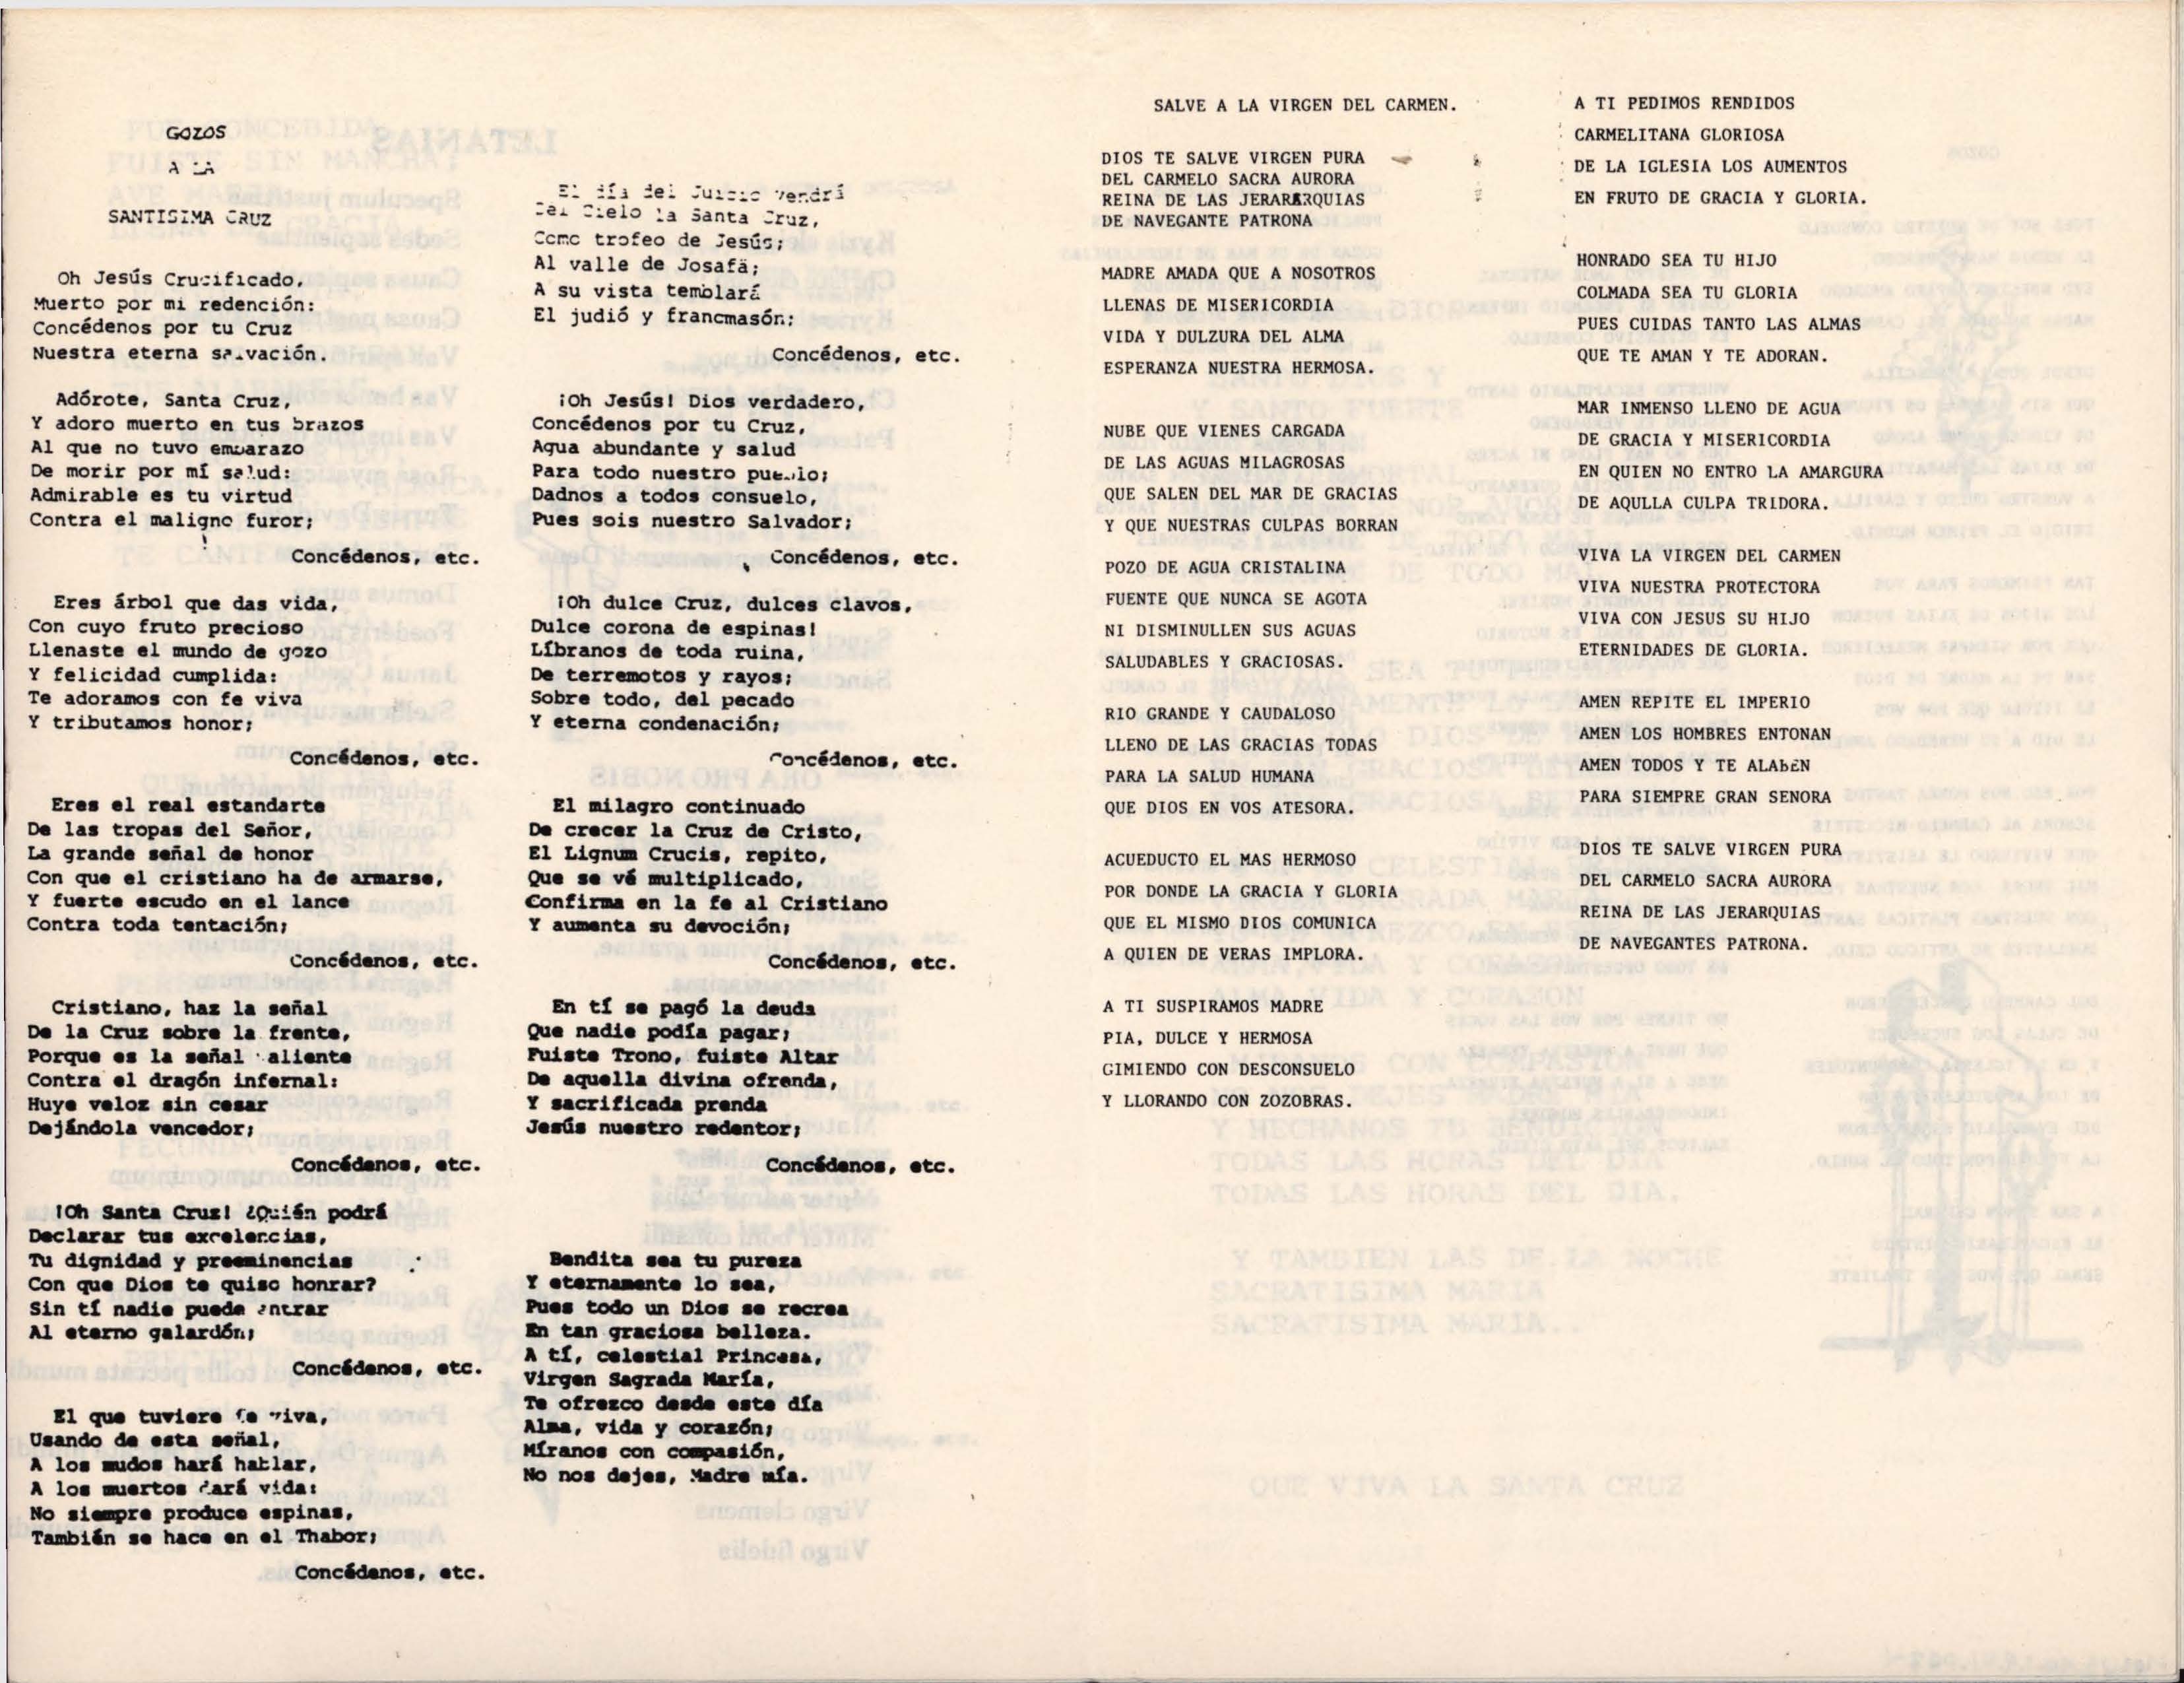 GOZOS
A LA
SANTISIMA CRUZ
Oh Jesús Crucificado,
Muerto por mi redención:
Concédenos por tu Cruz
Nuestra eterna salvación.
Adórote, Santa Cruz,
Y adoro muerto en tus brazos
Al que no tuvo embarazo
De morir por mí salud:
Admirable es tu virtud
Contra el maligno furor;
Concédenos, etc.
Eres árbol que das vida,
Con cuyo fruto precioso
Llenaste el mundo de gozo
Y felicidad cumplida:
Te adoramos con fe viva
Y tributamos honor;
Concédenos, etc.
Eres el real estandarte
De las tropas del Señor,
La grande señal de honor
Con que el cristiano ha de armarse,
Y fuerte escudo en el lance
Contra toda tentación;
Concédenos, etc.
Cristiano, haz la señal
De la Cruz sobre la frente,
Porque es la señal aliente
Contra el dragón infernal:
Huye veloz sin cesar
Dejándola vencedor;
Concédenos, etc.
¡Oh Santa Cruz! ¿Quién podrá
Declarar tus excelencias,
Tu dignidad y preeminencias
Con que Dios te quiso honrar?
Sin tí nadie puede entrar
Al eterno galardón;
Concédenos, etc.
El que tuviere fe viva,
Usando de esta señal,
A los mudos hará hablar,
A los muertos dará vida:
No siempre produce espinas,
También se hace en el Thabor;
Concédenos, etc.
El día del Juicio vendrá
Del Cielo la Santa Cruz,
Como trofeo de Jesús;
Al valle de Josafá;
A su vista temblará
El judió y francmasón;
Concédenos, etc.
¡Oh Jesús! Dios verdadero,
Concédenos por tu Cruz,
Agua abundante y salud
Para todo nuestro pueblo;
Dadnos a todos consuelo,
Pues sois nuestro Salvador;
Concédenos, etc.
¡Oh dulce Cruz, dulces clavos,
Dulce corona de espinas!
Líbranos de toda ruina,
De terremotos y rayos;
Sobre todo, del pecado
Y eterna condenación;
Concédenos, etc.
El milagro continuado
De crecer la Cruz de Cristo,
El Lignum Crucis, repito,
Que se vé multiplicado,
Confirma en la fe al Cristiano
Y aumenta su devoción;
Concédenos, etc.
En tí se pagó la deuda
Que nadie podía pagar;
Fuiste Trono, fuiste Altar
De aquella divina ofrenda,
Y sacrificada prenda
Jesús nuestro redentor;
Concédenos, etc.
Bendita sea tu pureza
Y eternamente lo sea,
Pues todo un Dios se recrea
En tan graciosa belleza.
A tí, celestial Princesa,
Virgen Sagrada María,
Te ofrezco desde este día
Alma, vida y corazón;
Míranos con compasión,
No nos dejes, Madre mía.
SALVE A LA VIRGEN DEL CARMEN.
DIOS TE SALVE VIRGEN PURA
DEL CARMELO SACRA AURORA
REINA DE LAS JERARARQUIAS
DE NAVEGANTE PATRONA
MADRE AMADA QUE A NOSOTROS
LLENAS DE MISERICORDIA
VIDA Y DULZURA DEL ALMA
ESPERANZA NUESTRA HERMOSA.
NUBE QUE VIENES CARGADA
DE LAS AGUAS MILAGROSAS
QUE SALEN DEL MAR DE GRACIAS
Y QUE NUESTRAS CULPAS BORRAN
POZO DE AGUA CRISTALINA
FUENTE QUE NUNCA SE AGOTA
NI DISMINULLEN SUS AGUAS
SALUDABLES Y GRACIOSAS.
RIO GRANDE Y CAUDALOSO
LLENO DE LAS GRACIAS TODAS
PARA LA SALUD HUMANA
QUE DIOS EN VOS ATESORA.
ACUEDUCTO EL MAS HERMOSO
POR DONDE LA GRACIA Y GLORIA
QUE EL MISMO DIOS COMUNICA
A QUIEN DE VERAS IMPLORA.
A TI SUSPIRAMOS MADRE
PIA, DULCE Y HERMOSA
GIMIENDO CON DESCONSUELO
Y LLORANDO CON ZOZOBRAS.
A TI PEDIMOS RENDIDOS
CARMELITANA GLORIOSA
DE LA IGLESIA LOS AUMENTOS
EN FRUTO DE GRACIA Y GLORIA.
HONRADO SEA TU HIJO
COLMADA SEA TU GLORIA
PUES CUIDAS TANTO LAS ALMAS
QUE TE AMAN Y TE ADORAN.
MAR INMENSO LLENO DE AGUA
DE GRACIA Y MISERICORDIA
EN QUIEN NO ENTRO LA AMARGURA
DE AQULLA CULPA TRIDORA.
VIVA LA VIRGEN DEL CARMEN
VIVA NUESTRA PROTECTORA
VIVA CON JESUS SU HIJO
ETERNIDADES DE GLORIA.
AMEN REPITE EL IMPERIO
AMEN LOS HOMBRES ENTONAN
AMEN TODOS Y TE ALABEN
PARA SIEMPRE GRAN SENORA
DIOS TE SALVE VIRGEN PURA
DEL CARMELO SACRA AURORA
REINA DE LAS JERARQUIAS
DE NAVEGANTES PATRONA.